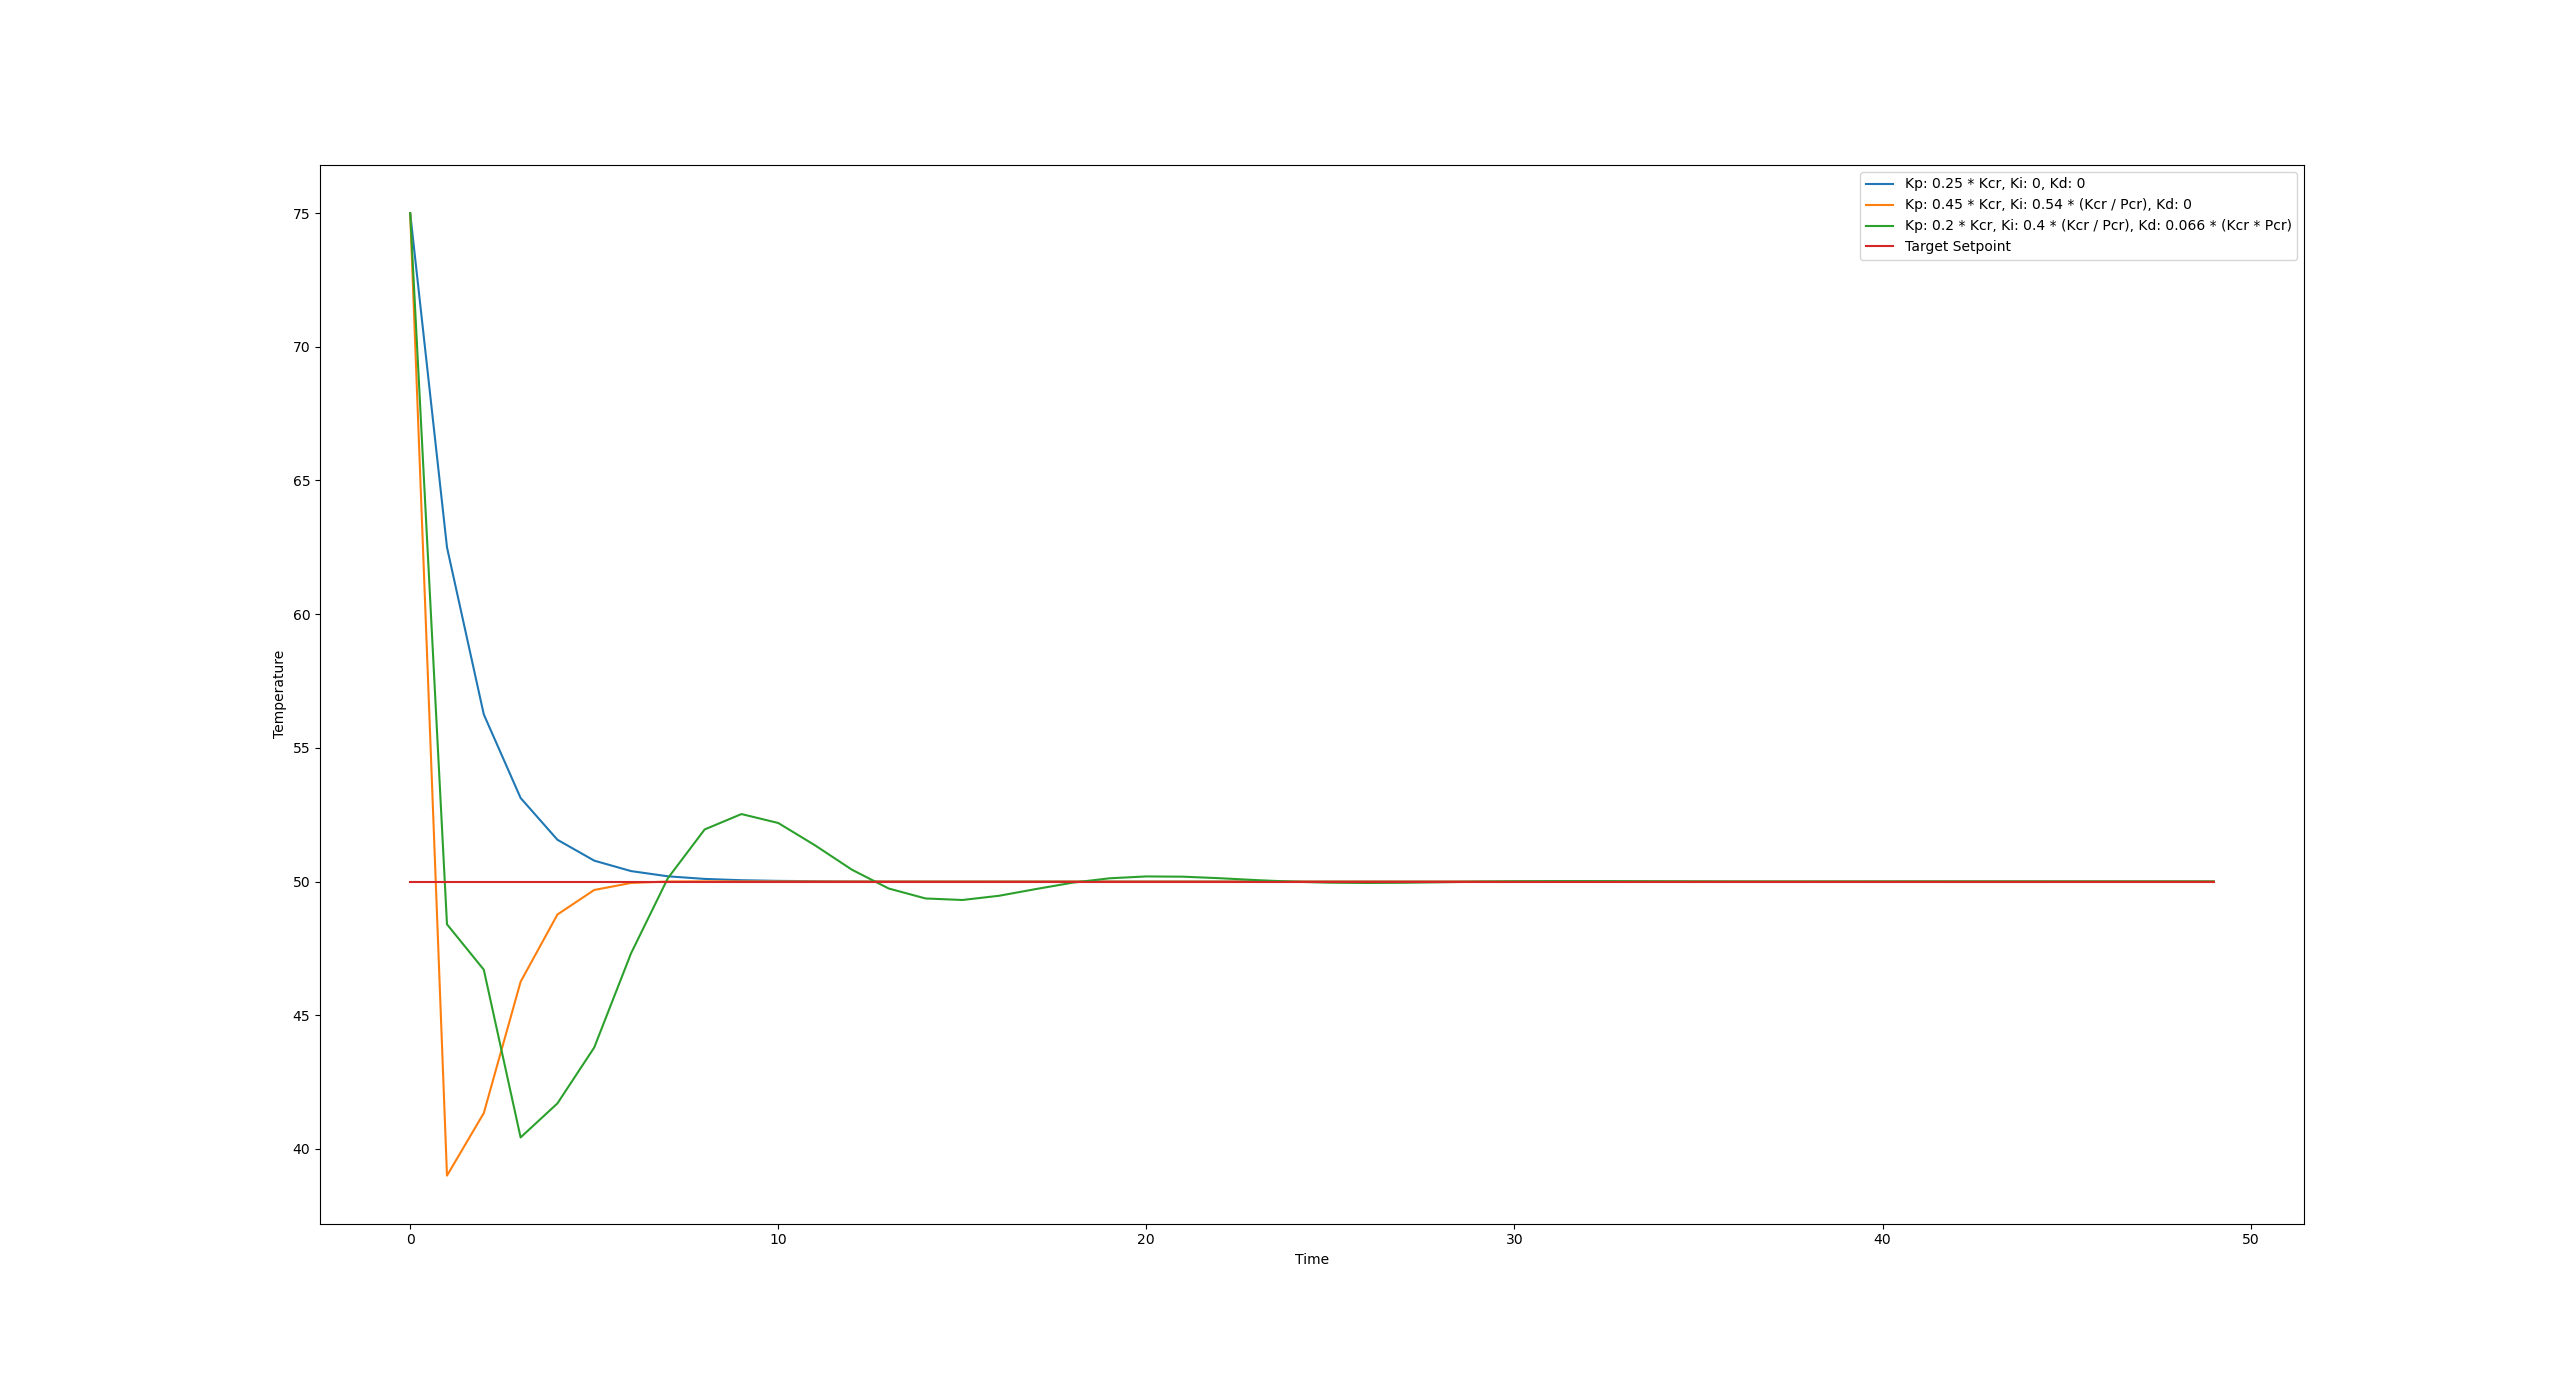 Kp: 0.25 * Kcr, Ki: 0, Kd: 0
Kp: 0.45 * Kcr, Ki: 0.54 * (Kcr / Pcr), Kd: 0
Kp: 0.2 * Kcr, Ki: 0.4 * (Kcr / Pcr), Kd: 0.066 * (Kcr * Pcr)
Target Setpoint
75
70
65
60
55
50
45
40
Temperature
0 10 20 30 40 50
Time